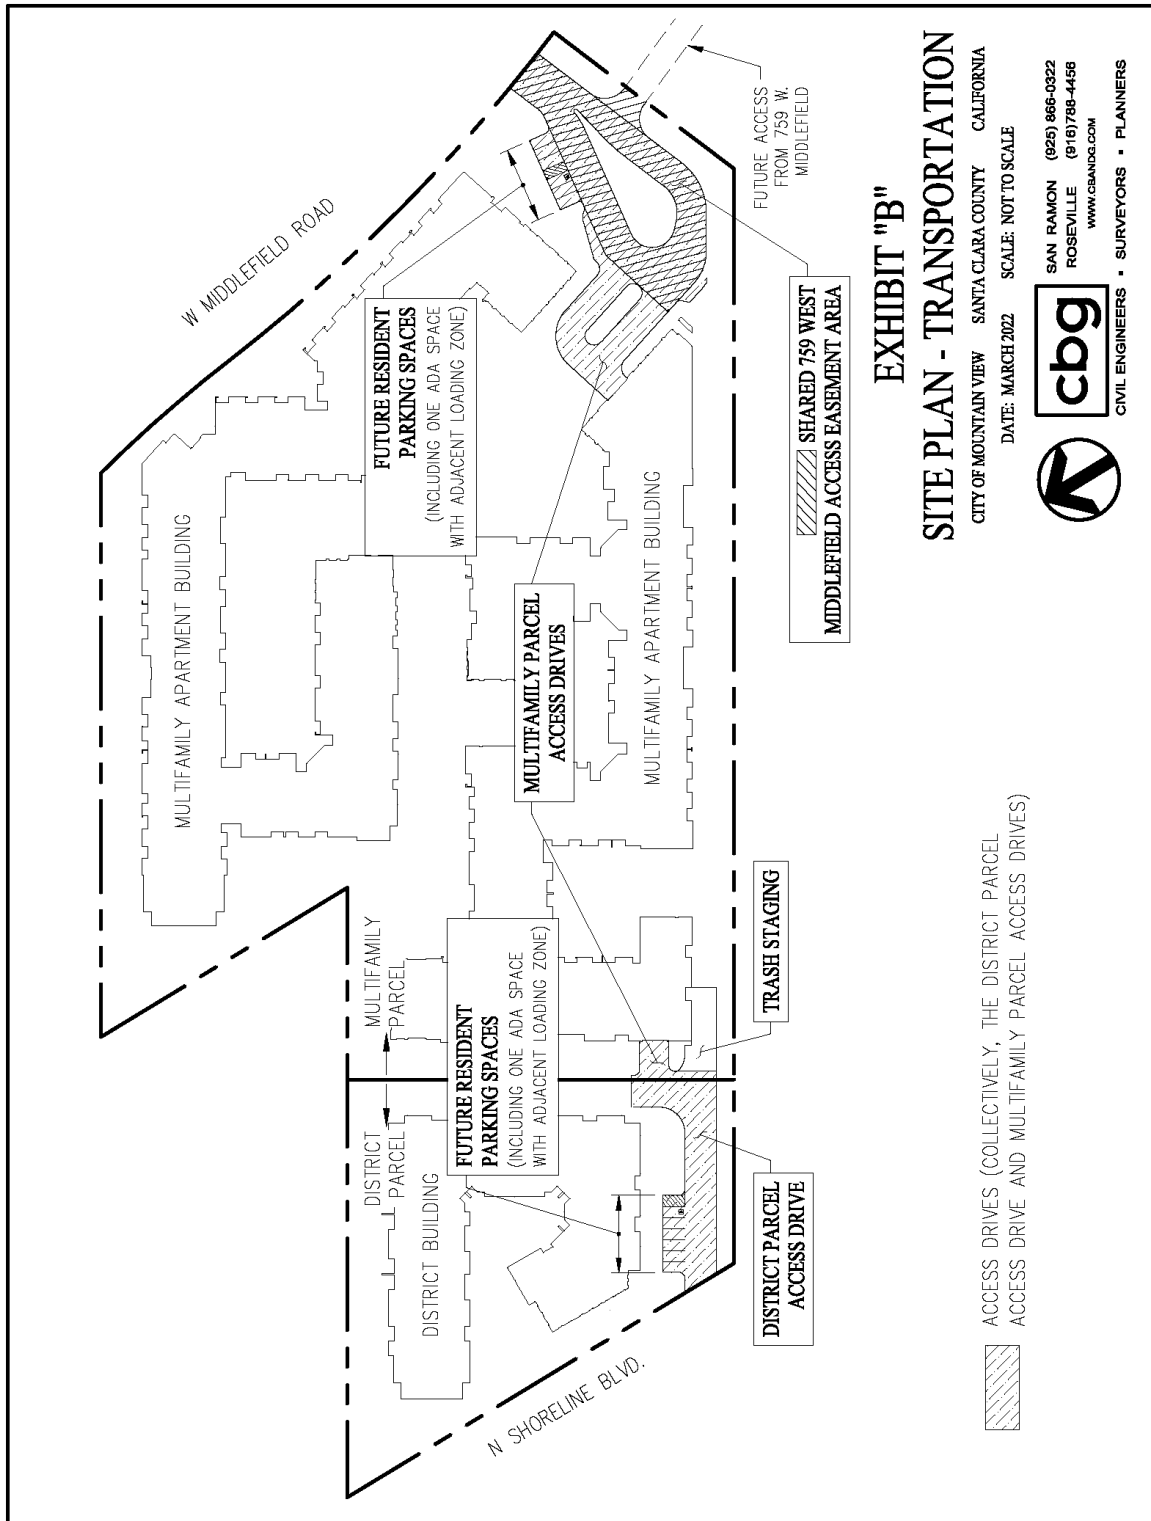 W MIDDLEFIELD ROAD
FUTURE ACCESS
FROM 759 W.
MIDDLEFIELD
FUTURE RESIDENT
PARKING SPACES
(INCLUDING ONE ADA SPACE
WITH ADJACENT LOADING ZONE)
MULTIFAMILY APARTMENT BUILDING
MULTIFAMILY PARCEL
ACCESS DRIVES
MULTIFAMILY APARTMENT BUILDING
SHARED 759 WEST
MIDDLEFIELD ACCESS EASEMENT AREA
MULTIFAMILY
PARCEL
DISTRICT
PARCEL
FUTURE RESIDENT
PARKING SPACES
(INCLUDING ONE ADA SPACE
WITH ADJACENT LOADING ZONE)
DISTRICT BUILDING
TRASH STAGING
DISTRICT PARCEL
ACCESS DRIVE
N SHORELINE BLVD.
ACCESS DRIVES (COLLECTIVELY, THE DISTRICT PARCEL
ACCESS DRIVE AND MULTIFAMILY PARCEL ACCESS DRIVES)
EXHIBIT "B"
SITE PLAN - TRANSPORTATION
CITY OF MOUNTAIN VIEW SANTA CLARA COUNTY CALIFORNIA
DATE: MARCH 2022 SCALE: NOT TO SCALE
cbg
SAN RAMON (925) 866-0322
ROSEVILLE (916)788-4456
WWW.CBANDG.COM
CIVIL ENGINEERS ▪ SURVEYORS ▪ PLANNERS